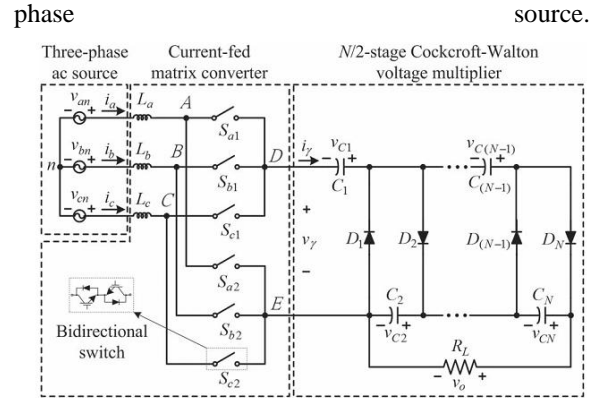 phase source.
Three-phase
ac source
Current-fed
matrix converter
N/2-stage Cockcroft-Walton
voltage multiplier
v_an i_a L_a A S_a1
v_bn i_b L_b B S_b1 D
n
v_cn i_c L_c C S_c1
i_γ v_C1 C_1 v_C(N−1) C_(N−1)
+ v_γ −
D_1 D_2 D_(N−1) D_N
S_a2
E
S_b2
S_c2
Bidirectional
switch
C_2 − v_C2 + C_N − v_CN +
R_L
− v_o +